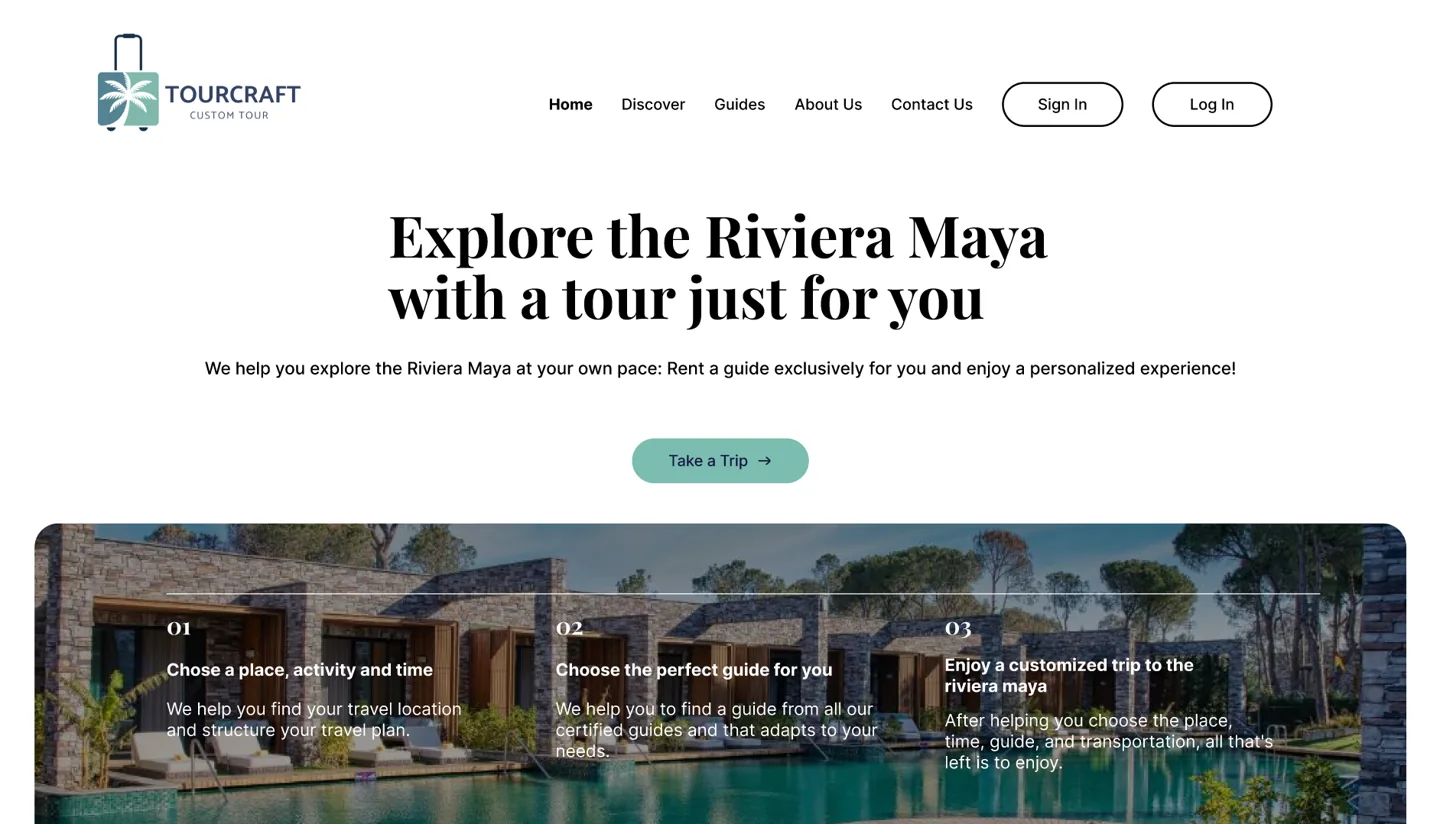 TOURCRAFT
CUSTOM TOUR
Home Discover Guides About Us Contact Us Sign In Log In
Explore the Riviera Maya
with a tour just for you
We help you explore the Riviera Maya at your own pace: Rent a guide exclusively for you and enjoy a personalized experience!
Take a Trip →
01
Chose a place, activity and time
We help you find your travel location
and structure your travel plan.
02
Choose the perfect guide for you
We help you to find a guide from all our
certified guides and that adapts to your
needs.
03
Enjoy a customized trip to the
riviera maya
After helping you choose the place,
time, guide, and transportation, all that's
left is to enjoy.